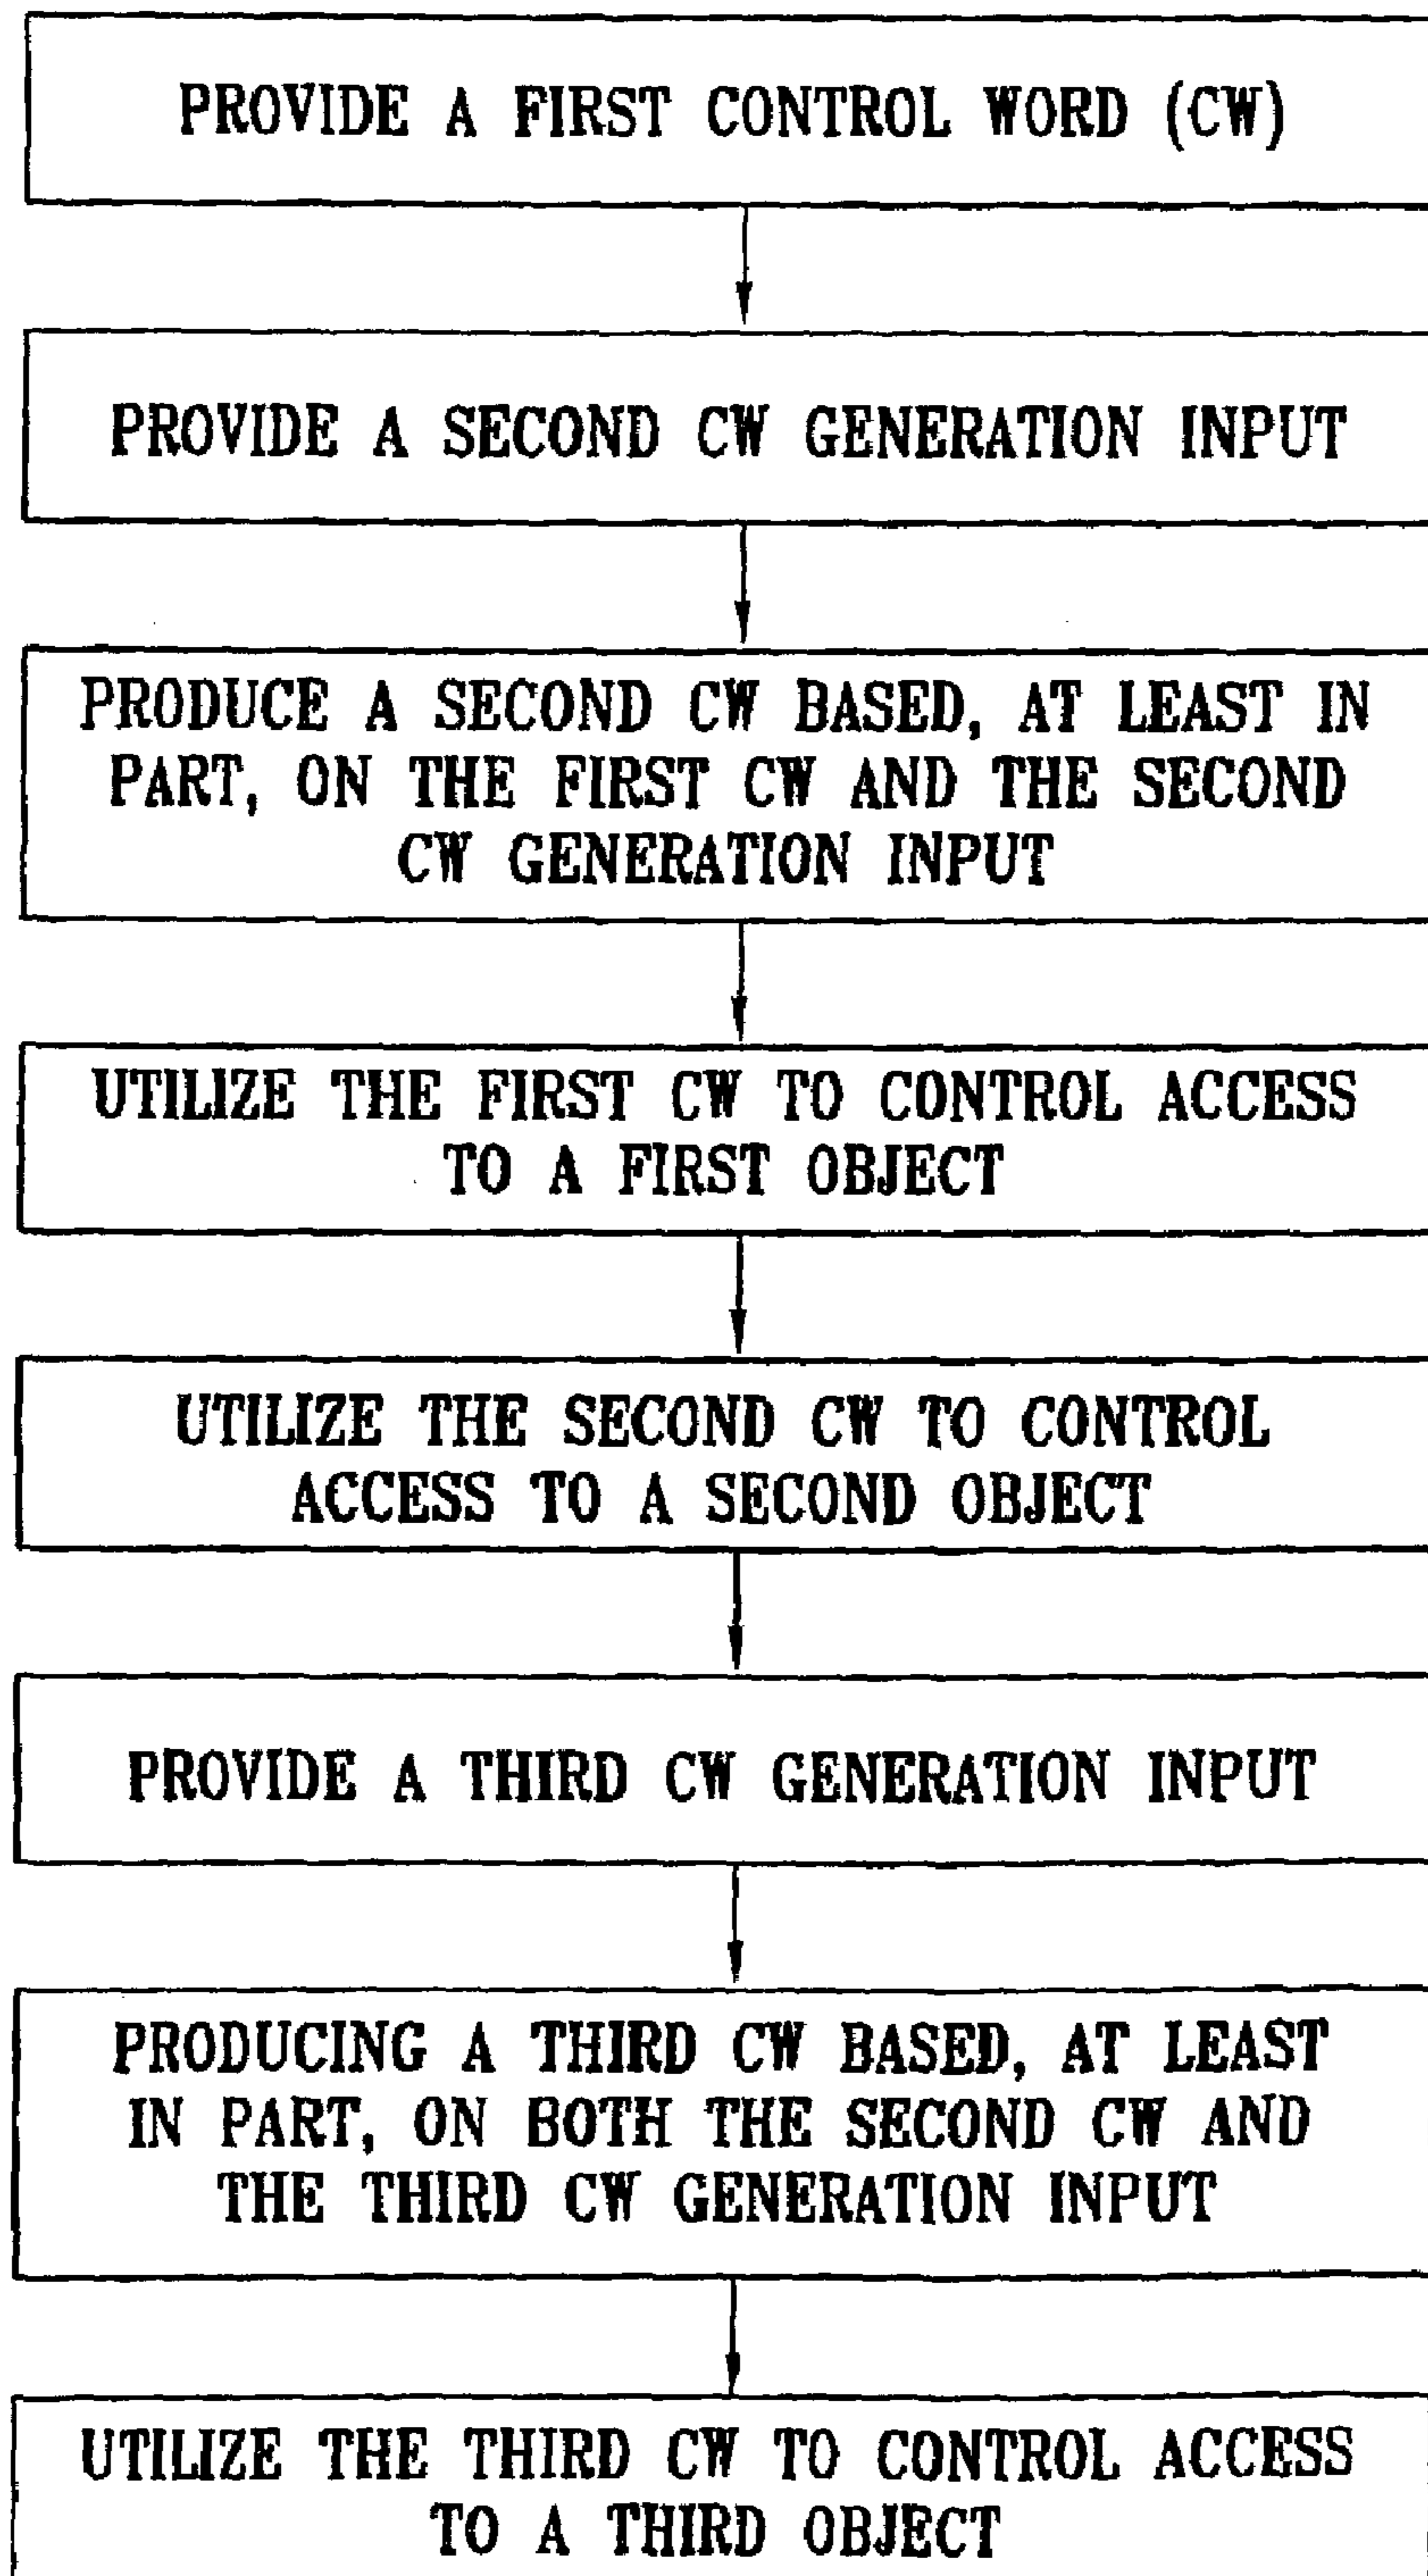 PROVIDE A FIRST CONTROL WORD (CW)
PROVIDE A SECOND CW GENERATION INPUT
PRODUCE A SECOND CW BASED, AT LEAST IN
PART, ON THE FIRST CW AND THE SECOND
CW GENERATION INPUT
UTILIZE THE FIRST CW TO CONTROL ACCESS
TO A FIRST OBJECT
UTILIZE THE SECOND CW TO CONTROL
ACCESS TO A SECOND OBJECT
PROVIDE A THIRD CW GENERATION INPUT
PRODUCING A THIRD CW BASED, AT LEAST
IN PART, ON BOTH THE SECOND CW AND
THE THIRD CW GENERATION INPUT
UTILIZE THE THIRD CW TO CONTROL ACCESS
TO A THIRD OBJECT